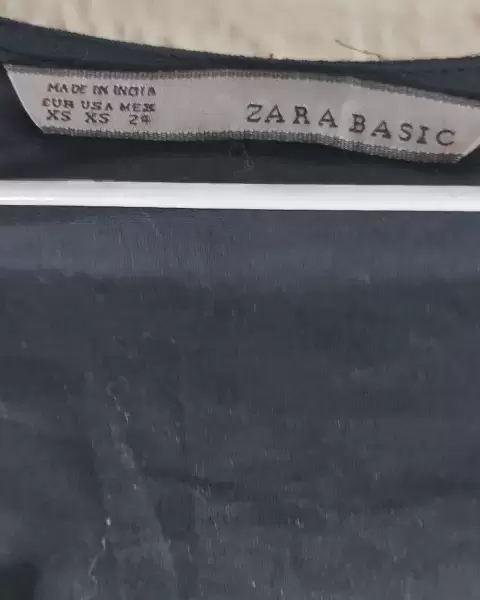 MADE IN INDIA
EUR USA MEX
XS XS 24
ZARA BASIC